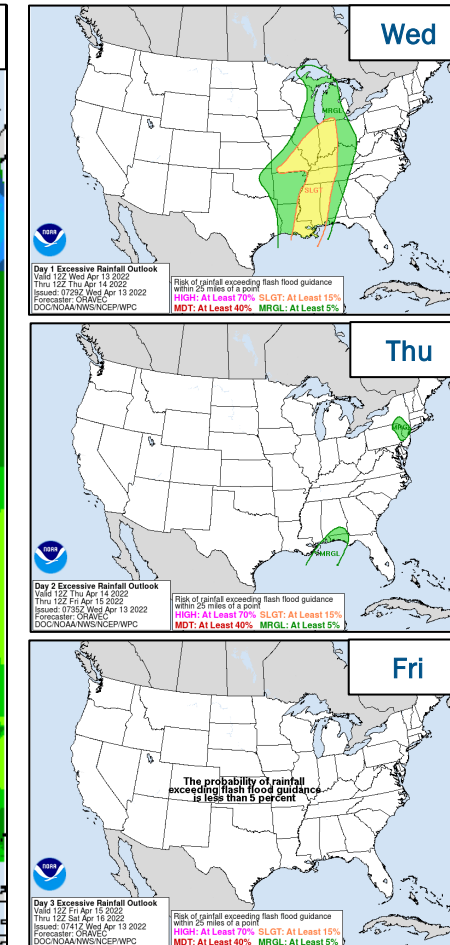 Wed
MRGL
SLGT
NOAA
Day 1 Excessive Rainfall Outlook
Valid 12Z Wed Apr 13 2022
Thru 12Z Thu Apr 14 2022
Issued: 0729Z Wed Apr 13 2022
Forecaster: ORAVEC
DOC/NOAA/NWS/NCEP/WPC
Risk of rainfall exceeding flash flood guidance
within 25 miles of a point
HIGH: At Least 70% SLGT: At Least 15%
MDT: At Least 40% MRGL: At Least 5%
Thu
MRGL
MRGL
NOAA
Day 2 Excessive Rainfall Outlook
Valid 12Z Thu Apr 14 2022
Thru 12Z Fri Apr 15 2022
Issued: 0735Z Wed Apr 13 2022
Forecaster: ORAVEC
DOC/NOAA/NWS/NCEP/WPC
Risk of rainfall exceeding flash flood guidance
within 25 miles of a point
HIGH: At Least 70% SLGT: At Least 15%
MDT: At Least 40% MRGL: At Least 5%
Fri
The probability of rainfall
exceeding flash flood guidance
is less than 5 percent
NOAA
Day 3 Excessive Rainfall Outlook
Valid 12Z Fri Apr 15 2022
Thru 12Z Sat Apr 16 2022
Issued: 0741Z Wed Apr 13 2022
Forecaster: ORAVEC
DOC/NOAA/NWS/NCEP/WPC
Risk of rainfall exceeding flash flood guidance
within 25 miles of a point
HIGH: At Least 70% SLGT: At Least 15%
MDT: At Least 40% MRGL: At Least 5%